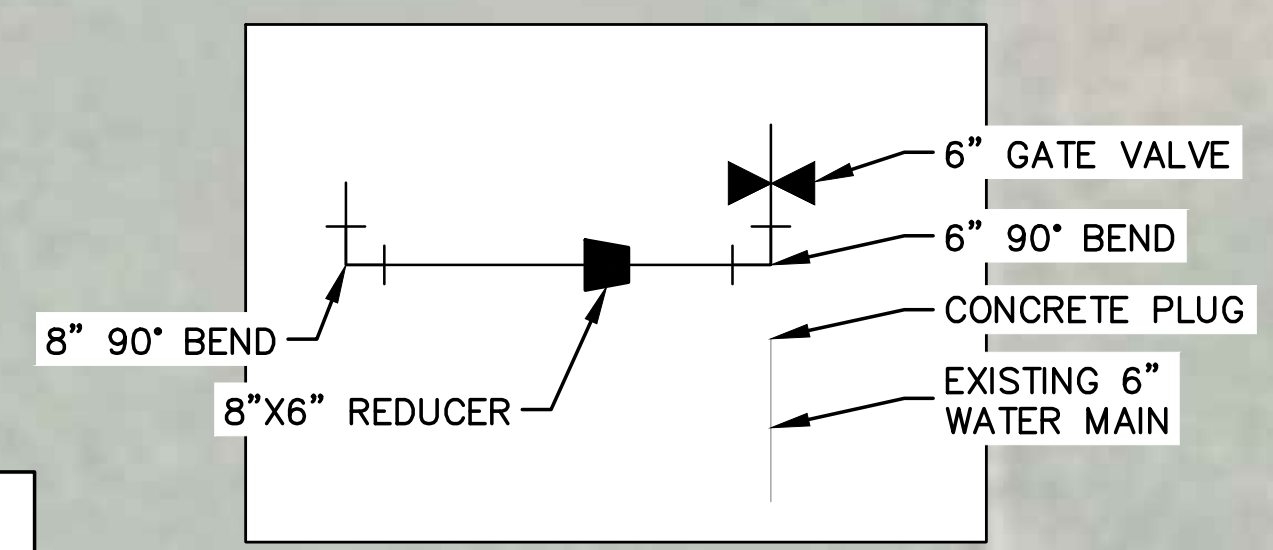 6” GATE VALVE
6” 90° BEND
CONCRETE PLUG
8” 90° BEND
EXISTING 6”
WATER MAIN
8”X6” REDUCER